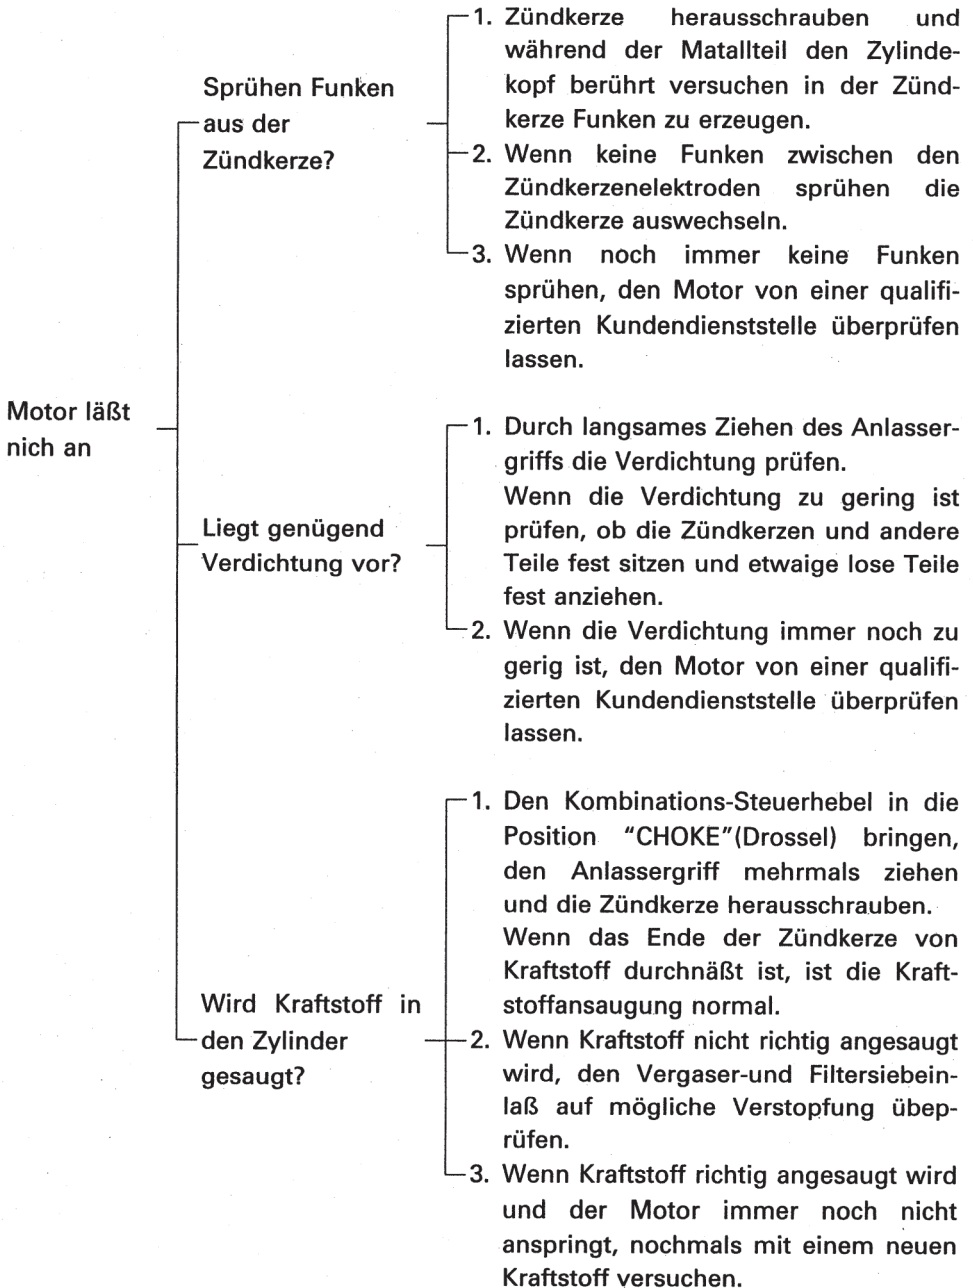 Motor läßt
nich an
Sprühen Funken
aus der
Zündkerze?
1. Zündkerze herausschrauben und
während der Matallteil den Zylinde-
kopf berührt versuchen in der Zünd-
kerze Funken zu erzeugen.
2. Wenn keine Funken zwischen den
Zündkerzenelektroden sprühen die
Zündkerze auswechseln.
3. Wenn noch immer keine Funken
sprühen, den Motor von einer qualifi-
zierten Kundendienststelle überprüfen
lassen.
Liegt genügend
Verdichtung vor?
1. Durch langsames Ziehen des Anlasser-
griffs die Verdichtung prüfen.
Wenn die Verdichtung zu gering ist
prüfen, ob die Zündkerzen und andere
Teile fest sitzen und etwaige lose Teile
fest anziehen.
2. Wenn die Verdichtung immer noch zu
gerig ist, den Motor von einer qualifi-
zierten Kundendienststelle überprüfen
lassen.
Wird Kraftstoff in
den Zylinder
gesaugt?
1. Den Kombinations-Steuerhebel in die
Position "CHOKE"(Drossel) bringen,
den Anlassergriff mehrmals ziehen
und die Zündkerze herausschrauben.
Wenn das Ende der Zündkerze von
Kraftstoff durchnäßt ist, ist die Kraft-
stoffansaugung normal.
2. Wenn Kraftstoff nicht richtig angesaugt
wird, den Vergaser-und Filtersiebein-
laß auf mögliche Verstopfung übep-
rüfen.
3. Wenn Kraftstoff richtig angesaugt wird
und der Motor immer noch nicht
anspringt, nochmals mit einem neuen
Kraftstoff versuchen.